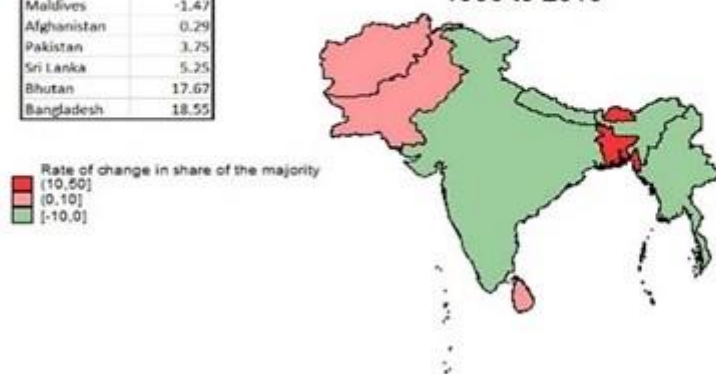 Maldives -1.47
Afghanistan 0.29
Pakistan 3.75
Sri Lanka 5.25
Bhutan 17.67
Bangladesh 18.55
Rate of change in share of the majority
(10,50]
(0,10]
[-10,0]